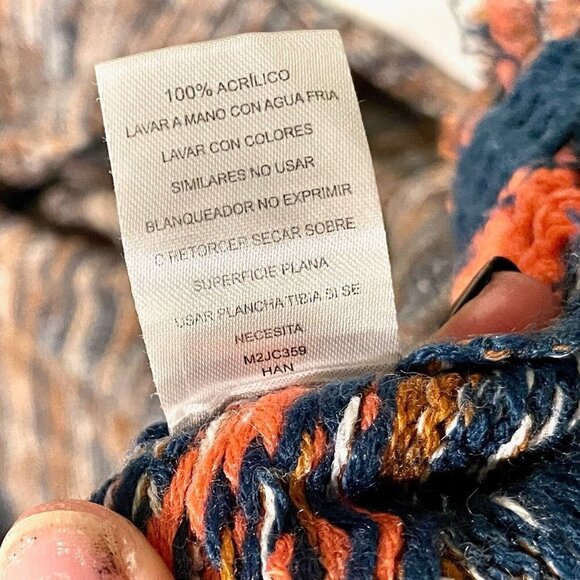 100% ACRÍLICO
LAVAR A MANO CON AGUA FRIA
LAVAR CON COLORES
SIMILARES NO USAR
BLANQUEADOR NO EXPRIMIR
O RETORCER SECAR SOBRE
SUPERFICIE PLANA
USAR PLANCHA TIBIA SI SE
NECESITA
M2JC359
HAN